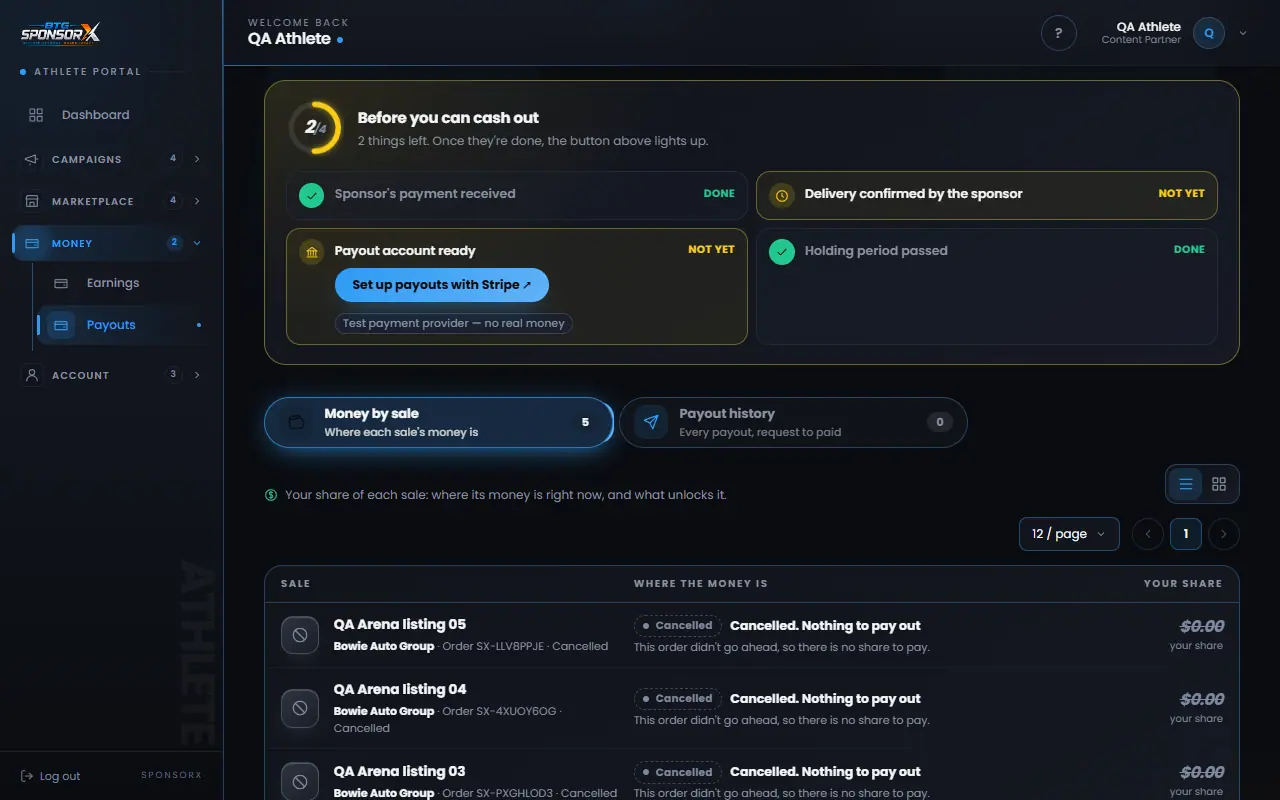 BTG
SPONSORX
ATHLETE PORTAL
Dashboard
CAMPAIGNS 4
MARKETPLACE 4
MONEY 2
Earnings
Payouts
ACCOUNT 3
ATHLETE
Log out
SPONSORX
WELCOME BACK
QA Athlete
?
QA Athlete
Content Partner
Q
2/4
Before you can cash out
2 things left. Once they're done, the button above lights up.
Sponsor's payment received DONE
Delivery confirmed by the sponsor NOT YET
Payout account ready NOT YET
Set up payouts with Stripe ↗
Test payment provider — no real money
Holding period passed DONE
Money by sale
Where each sale's money is
5
Payout history
Every payout, request to paid
0
Your share of each sale: where its money is right now, and what unlocks it.
12 / page
1
SALE WHERE THE MONEY IS YOUR SHARE
QA Arena listing 05
Bowie Auto Group · Order SX-LLV8PPJE · Cancelled
Cancelled Cancelled. Nothing to pay out
This order didn't go ahead, so there is no share to pay.
$0.00
your share
QA Arena listing 04
Bowie Auto Group · Order SX-4XUOY6OG ·
Cancelled
Cancelled Cancelled. Nothing to pay out
This order didn't go ahead, so there is no share to pay.
$0.00
your share
QA Arena listing 03
Bowie Auto Group · Order SX-PXGHLOD3 · Cancelled
Cancelled Cancelled. Nothing to pay out
This order didn't go ahead, so there is no share to pay.
$0.00
your share